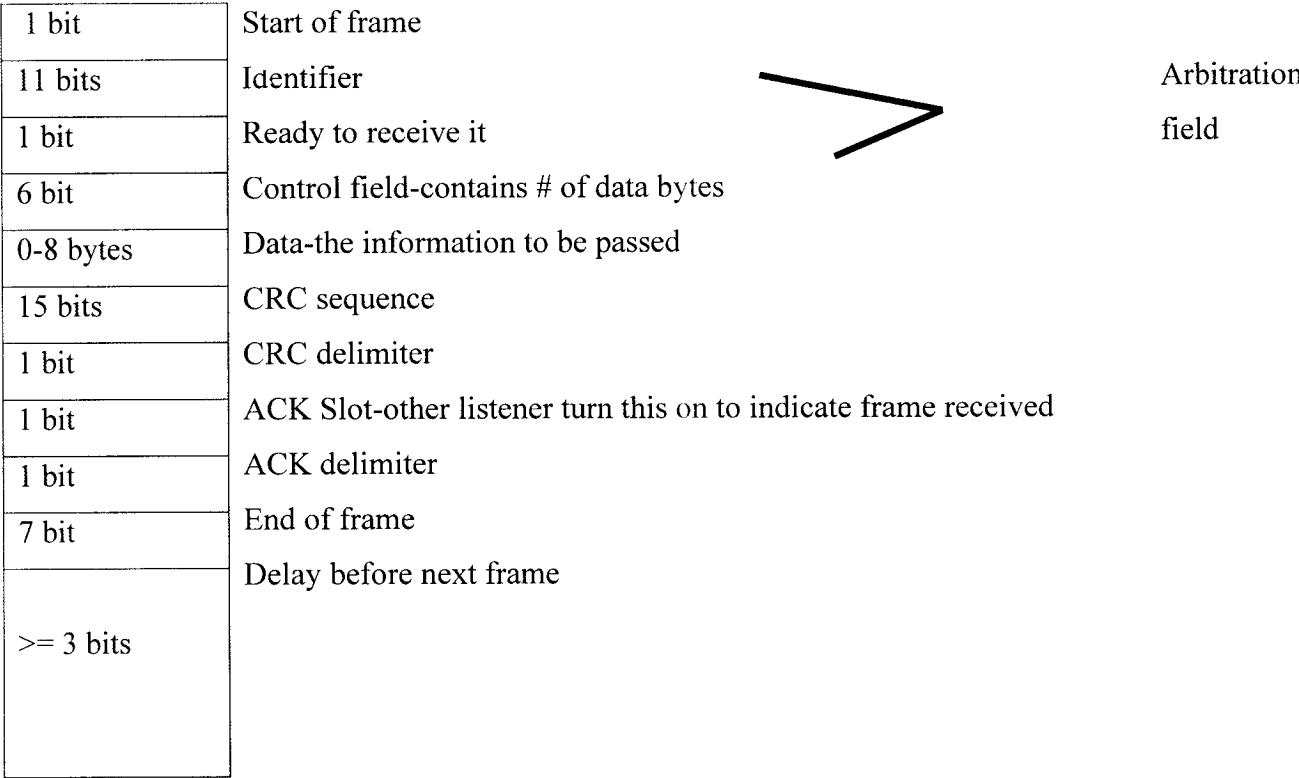 1 bit Start of frame
11 bits Identifier Arbitration
1 bit Ready to receive it field
6 bit Control field-contains # of data bytes
0-8 bytes Data-the information to be passed
15 bits CRC sequence
1 bit CRC delimiter
1 bit ACK Slot-other listener turn this on to indicate frame received
1 bit ACK delimiter
7 bit End of frame
Delay before next frame
>= 3 bits